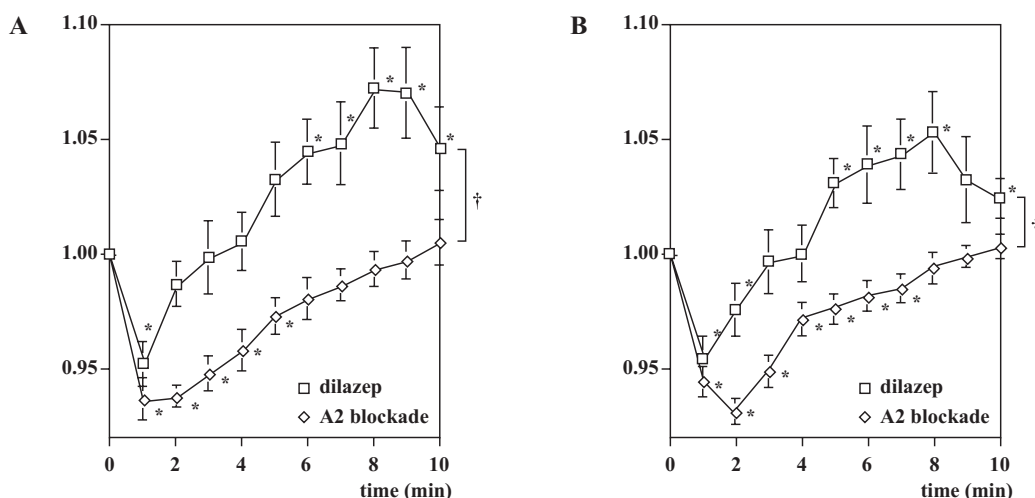 A
1.10
1.05
1.00
0.95
* * * * * * * * * * *
†
dilazep
A2 blockade
0 2 4 6 8 10
time (min)
B
1.10
1.05
1.00
0.95
* * * * * * * * * * * * * *
dilazep
A2 blockade
0 2 4 6 8 10
time (min)